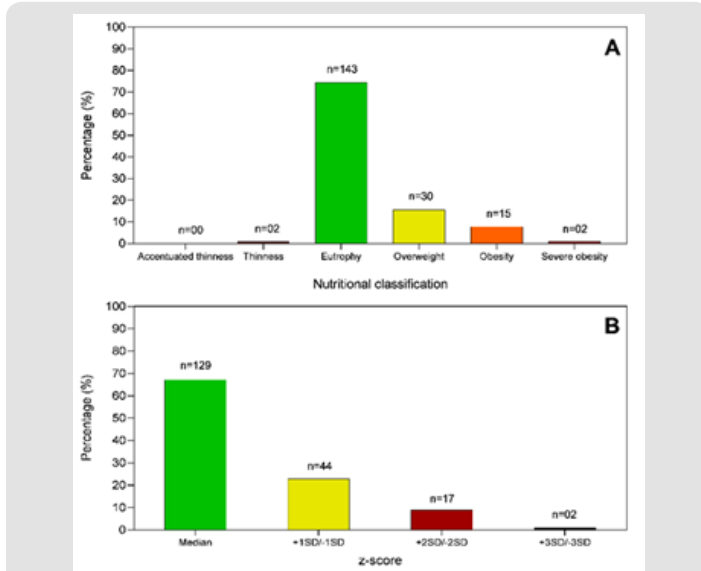 A
Percentage (%)
100
90
80
70
60
50
40
30
20
10
0
n=00
n=02
n=143
n=30
n=15
n=02
Accentuated thinness
Thinness
Eutrophy
Overweight
Obesity
Severe obesity
Nutritional classification
B
Percentage (%)
100
90
80
70
60
50
40
30
20
10
0
n=129
n=44
n=17
n=02
Median
+1SD/-1SD
+2SD/-2SD
+3SD/-3SD
z-score